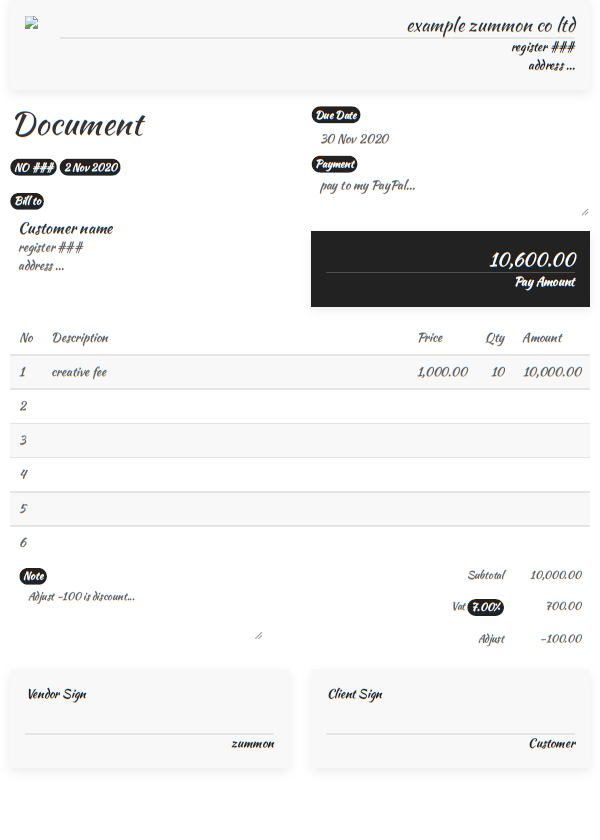 example zummon co ltd
register ###
address ...
Document
NO ### 2 Nov 2020
Bill to
Customer name
register ###
address ...
Due Date
30 Nov 2020
Payment
pay to my PayPal...
10,600.00
Pay Amount
No Description Price Qty Amount
1 creative fee 1,000.00 10 10,000.00
2
3
4
5
6
Note
Adjust -100 is discount...
Subtotal 10,000.00
Vat 7.00% 700.00
Adjust -100.00
Vendor Sign
zummon
Client Sign
Customer